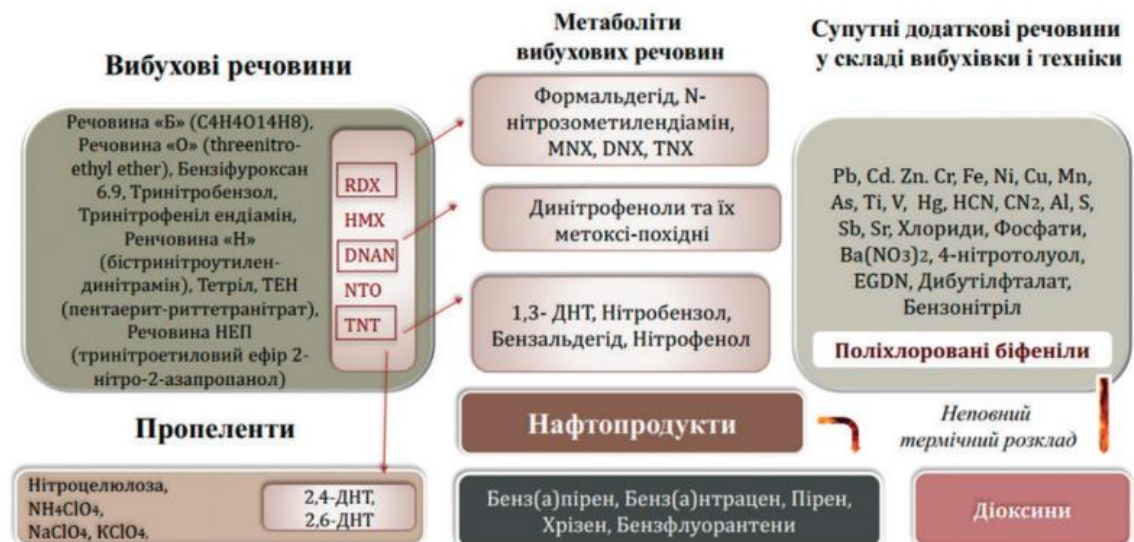 Вибухові речовини
Речовина «Б» (C4H4O14H8),
Речовина «О» (threenitro-
ethyl ether), Бензіфуроксан
6.9, Тринітробензол,
Тринітрофеніл ендіамін,
Ренчовина «Н»
(бістринітроутилен-
динітрамін), Тетріл, ТЕН
(пентаерит-риттетранітрат),
Речовина НЕП
(тринітроетиловий ефір 2-
нітро-2-азапропанол)
RDX
HMX
DNAN
NTO
TNT
Метаболіти
вибухових речовин
Формальдегід, N-
нітрозометилендіамін,
MNX, DNX, TNX
Динітрофеноли та їх
метоксі-похідні
1,3- ДНТ, Нітробензол,
Бензальдегід, Нітрофенол
Супутні додаткові речовини
у складі вибухівки і техніки
Pb, Cd. Zn. Cr, Fe, Ni, Cu, Mn,
As, Ti, V, Hg, HCN, CN2, Al, S,
Sb, Sr, Хлориди, Фосфати,
Ba(NO3)2, 4-нітротолуол,
EGDN, Дибутілфталат,
Бензонітріл
Поліхлоровані біфеніли
Пропеленти
Нітроцелюлоза,
NH4ClO4,
NaClO4, KClO4.
2,4-ДНТ,
2,6-ДНТ
Нафтопродукти
Бенз(а)пірен, Бенз(а)нтрацен, Пірен,
Хрізен, Бензфлуорантени
Неповний
термічний розклад
Діоксини